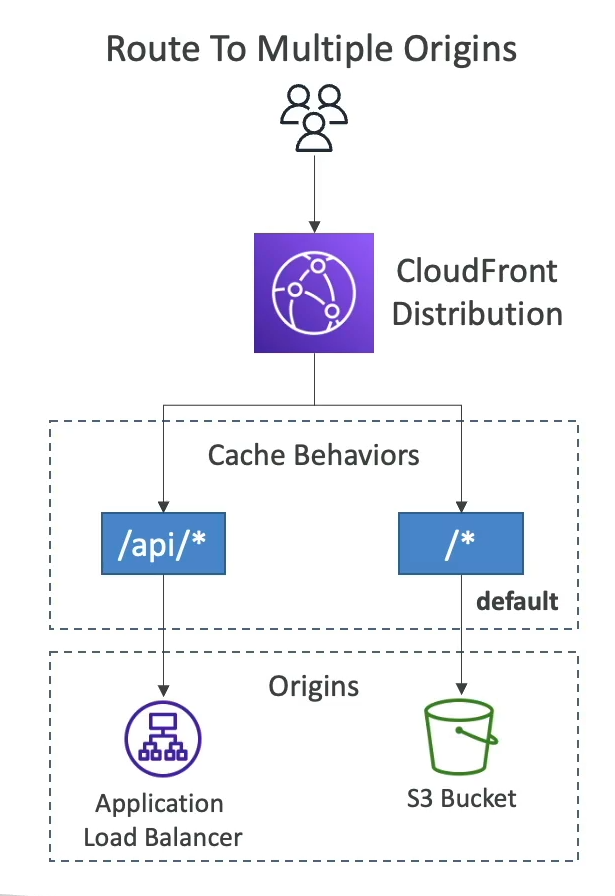 Route To Multiple Origins
CloudFront
Distribution
Cache Behaviors
/api/*
/*
default
Origins
Application
Load Balancer
S3 Bucket